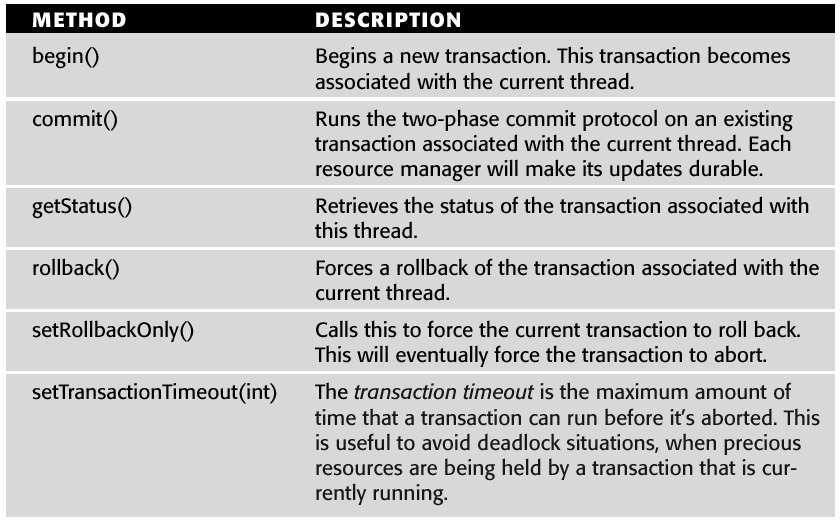 METHOD DESCRIPTION
begin() Begins a new transaction. This transaction becomes
associated with the current thread.
commit() Runs the two-phase commit protocol on an existing
transaction associated with the current thread. Each
resource manager will make its updates durable.
getStatus() Retrieves the status of the transaction associated with
this thread.
rollback() Forces a rollback of the transaction associated with the
current thread.
setRollbackOnly() Calls this to force the current transaction to roll back.
This will eventually force the transaction to abort.
setTransactionTimeout(int) The transaction timeout is the maximum amount of
time that a transaction can run before it's aborted. This
is useful to avoid deadlock situations, when precious
resources are being held by a transaction that is cur-
rently running.